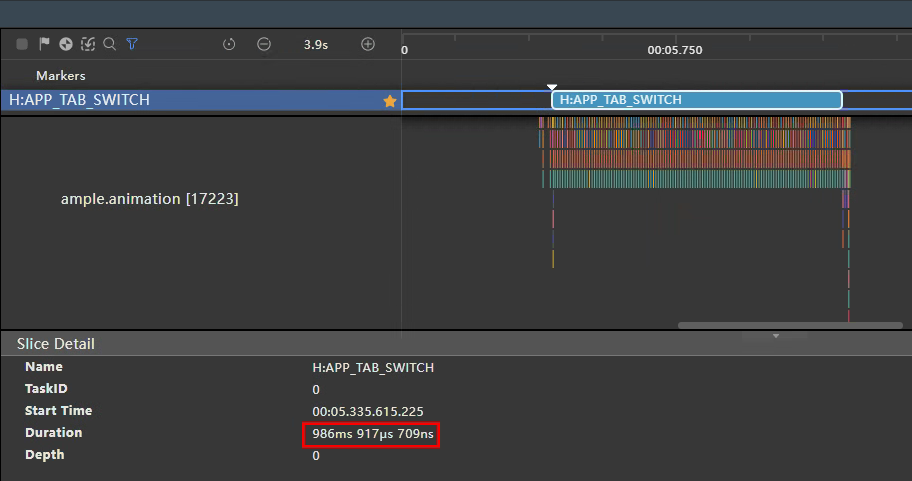 3.9s
0
00:05.750
Markers
H:APP_TAB_SWITCH
H:APP_TAB_SWITCH
ample.animation [17223]
Slice Detail
Name H:APP_TAB_SWITCH
TaskID 0
Start Time 00:05.335.615.225
Duration 986ms 917μs 709ns
Depth 0